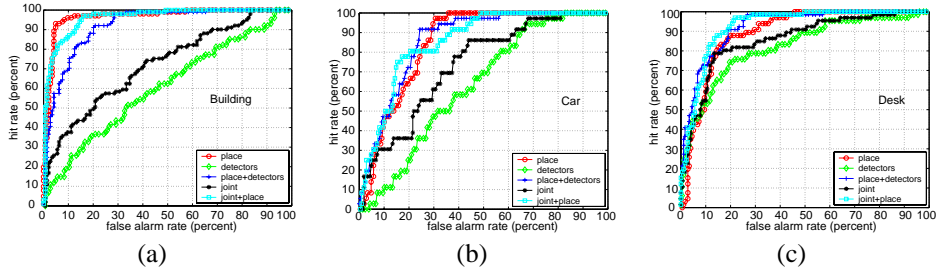 100
90
80
70
60
50
40
30
20
10
0
hit rate (percent)
Building
place
detectors
place+detectors
joint
joint+place
0 10 20 30 40 50 60 70 80 90 100
false alarm rate (percent)
(a)
100
90
80
70
60
50
40
30
20
10
0
hit rate (percent)
Car
place
detectors
place+detectors
joint
joint+place
0 10 20 30 40 50 60 70 80 90 100
false alarm rate (percent)
(b)
100
90
80
70
60
50
40
30
20
10
0
hit rate (percent)
Desk
place
detectors
place+detectors
joint
joint+place
0 10 20 30 40 50 60 70 80 90 100
false alarm rate (percent)
(c)